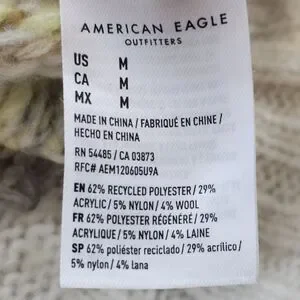 AMERICAN EAGLE
OUTFITTERS
US M
CA M
MX M
MADE IN CHINA / FABRIQUÉ EN CHINE /
HECHO EN CHINA
RN 54485 / CA 03873
RFC# AEM120605U9A
EN 62% RECYCLED POLYESTER / 29%
ACRYLIC / 5% NYLON / 4% WOOL
FR 62% POLYESTER RÉGÉNÉRÉ / 29%
ACRYLIQUE / 5% NYLON / 4% LAINE
SP 62% poliéster reciclado / 29% acrílico /
5% nylon / 4% lana